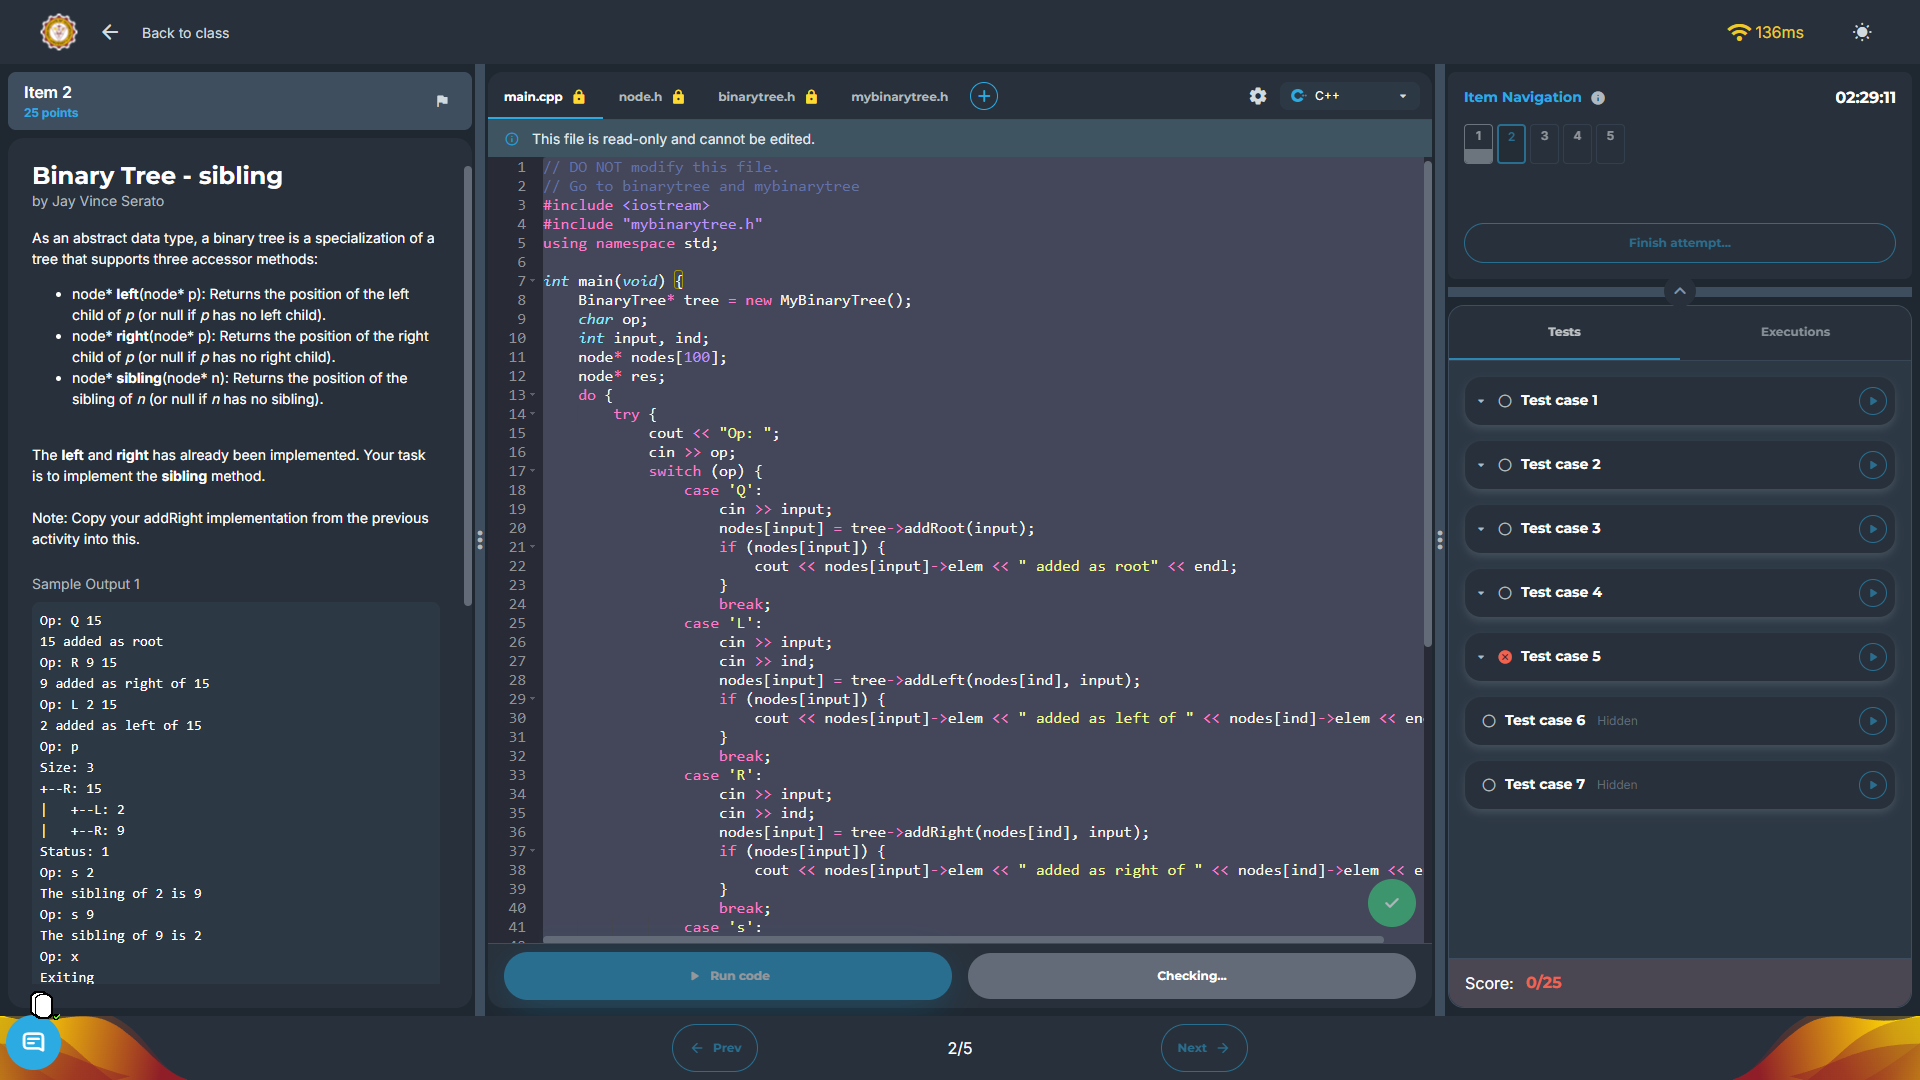 Back to class
136ms
Item 2
25 points
Binary Tree - sibling
by Jay Vince Serato
As an abstract data type, a binary tree is a specialization of a
tree that supports three accessor methods:
• node* left(node* p): Returns the position of the left
child of p (or null if p has no left child).
• node* right(node* p): Returns the position of the right
child of p (or null if p has no right child).
• node* sibling(node* n): Returns the position of the
sibling of n (or null if n has no sibling).
The left and right has already been implemented. Your task
is to implement the sibling method.
Note: Copy your addRight implementation from the previous
activity into this.
Sample Output 1
Op: Q 15
15 added as root
Op: R 9 15
9 added as right of 15
Op: L 2 15
2 added as left of 15
Op: p
Size: 3
+--R: 15
|   +--L: 2
|   +--R: 9
Status: 1
Op: s 2
The sibling of 2 is 9
Op: s 9
The sibling of 9 is 2
Op: x
Exiting
main.cpp
node.h
binarytree.h
mybinarytree.h
C++
This file is read-only and cannot be edited.
1 // DO NOT modify this file.
2 // Go to binarytree and mybinarytree
3 #include <iostream>
4 #include "mybinarytree.h"
5 using namespace std;
6
7 int main(void) {
8     BinaryTree* tree = new MyBinaryTree();
9     char op;
10     int input, ind;
11     node* nodes[100];
12     node* res;
13     do {
14         try {
15             cout << "Op: ";
16             cin >> op;
17             switch (op) {
18                 case 'Q':
19                     cin >> input;
20                     nodes[input] = tree->addRoot(input);
21                     if (nodes[input]) {
22                         cout << nodes[input]->elem << " added as root" << endl;
23                     }
24                     break;
25                 case 'L':
26                     cin >> input;
27                     cin >> ind;
28                     nodes[input] = tree->addLeft(nodes[ind], input);
29                     if (nodes[input]) {
30                         cout << nodes[input]->elem << " added as left of " << nodes[ind]->elem << en
31                     }
32                     break;
33                 case 'R':
34                     cin >> input;
35                     cin >> ind;
36                     nodes[input] = tree->addRight(nodes[ind], input);
37                     if (nodes[input]) {
38                         cout << nodes[input]->elem << " added as right of " << nodes[ind]->elem << e
39                     }
40                     break;
41                 case 's':
Run code
Checking...
Item Navigation
02:29:11
1 2 3 4 5
Finish attempt...
Tests
Executions
Test case 1
Test case 2
Test case 3
Test case 4
Test case 5
Test case 6 Hidden
Test case 7 Hidden
Score: 0/25
Prev
2/5
Next